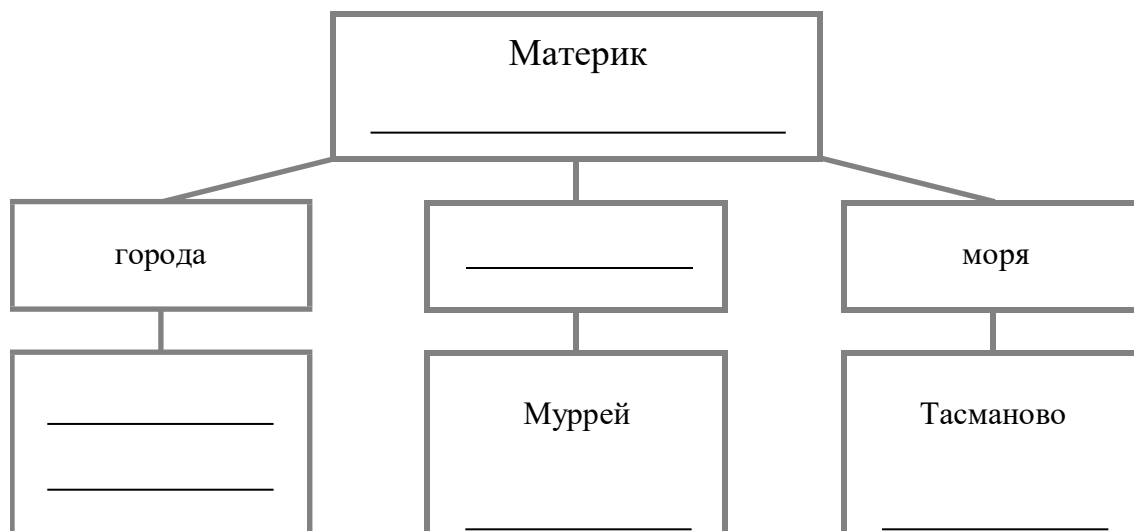 Материк
города
моря
Муррей
Тасманово